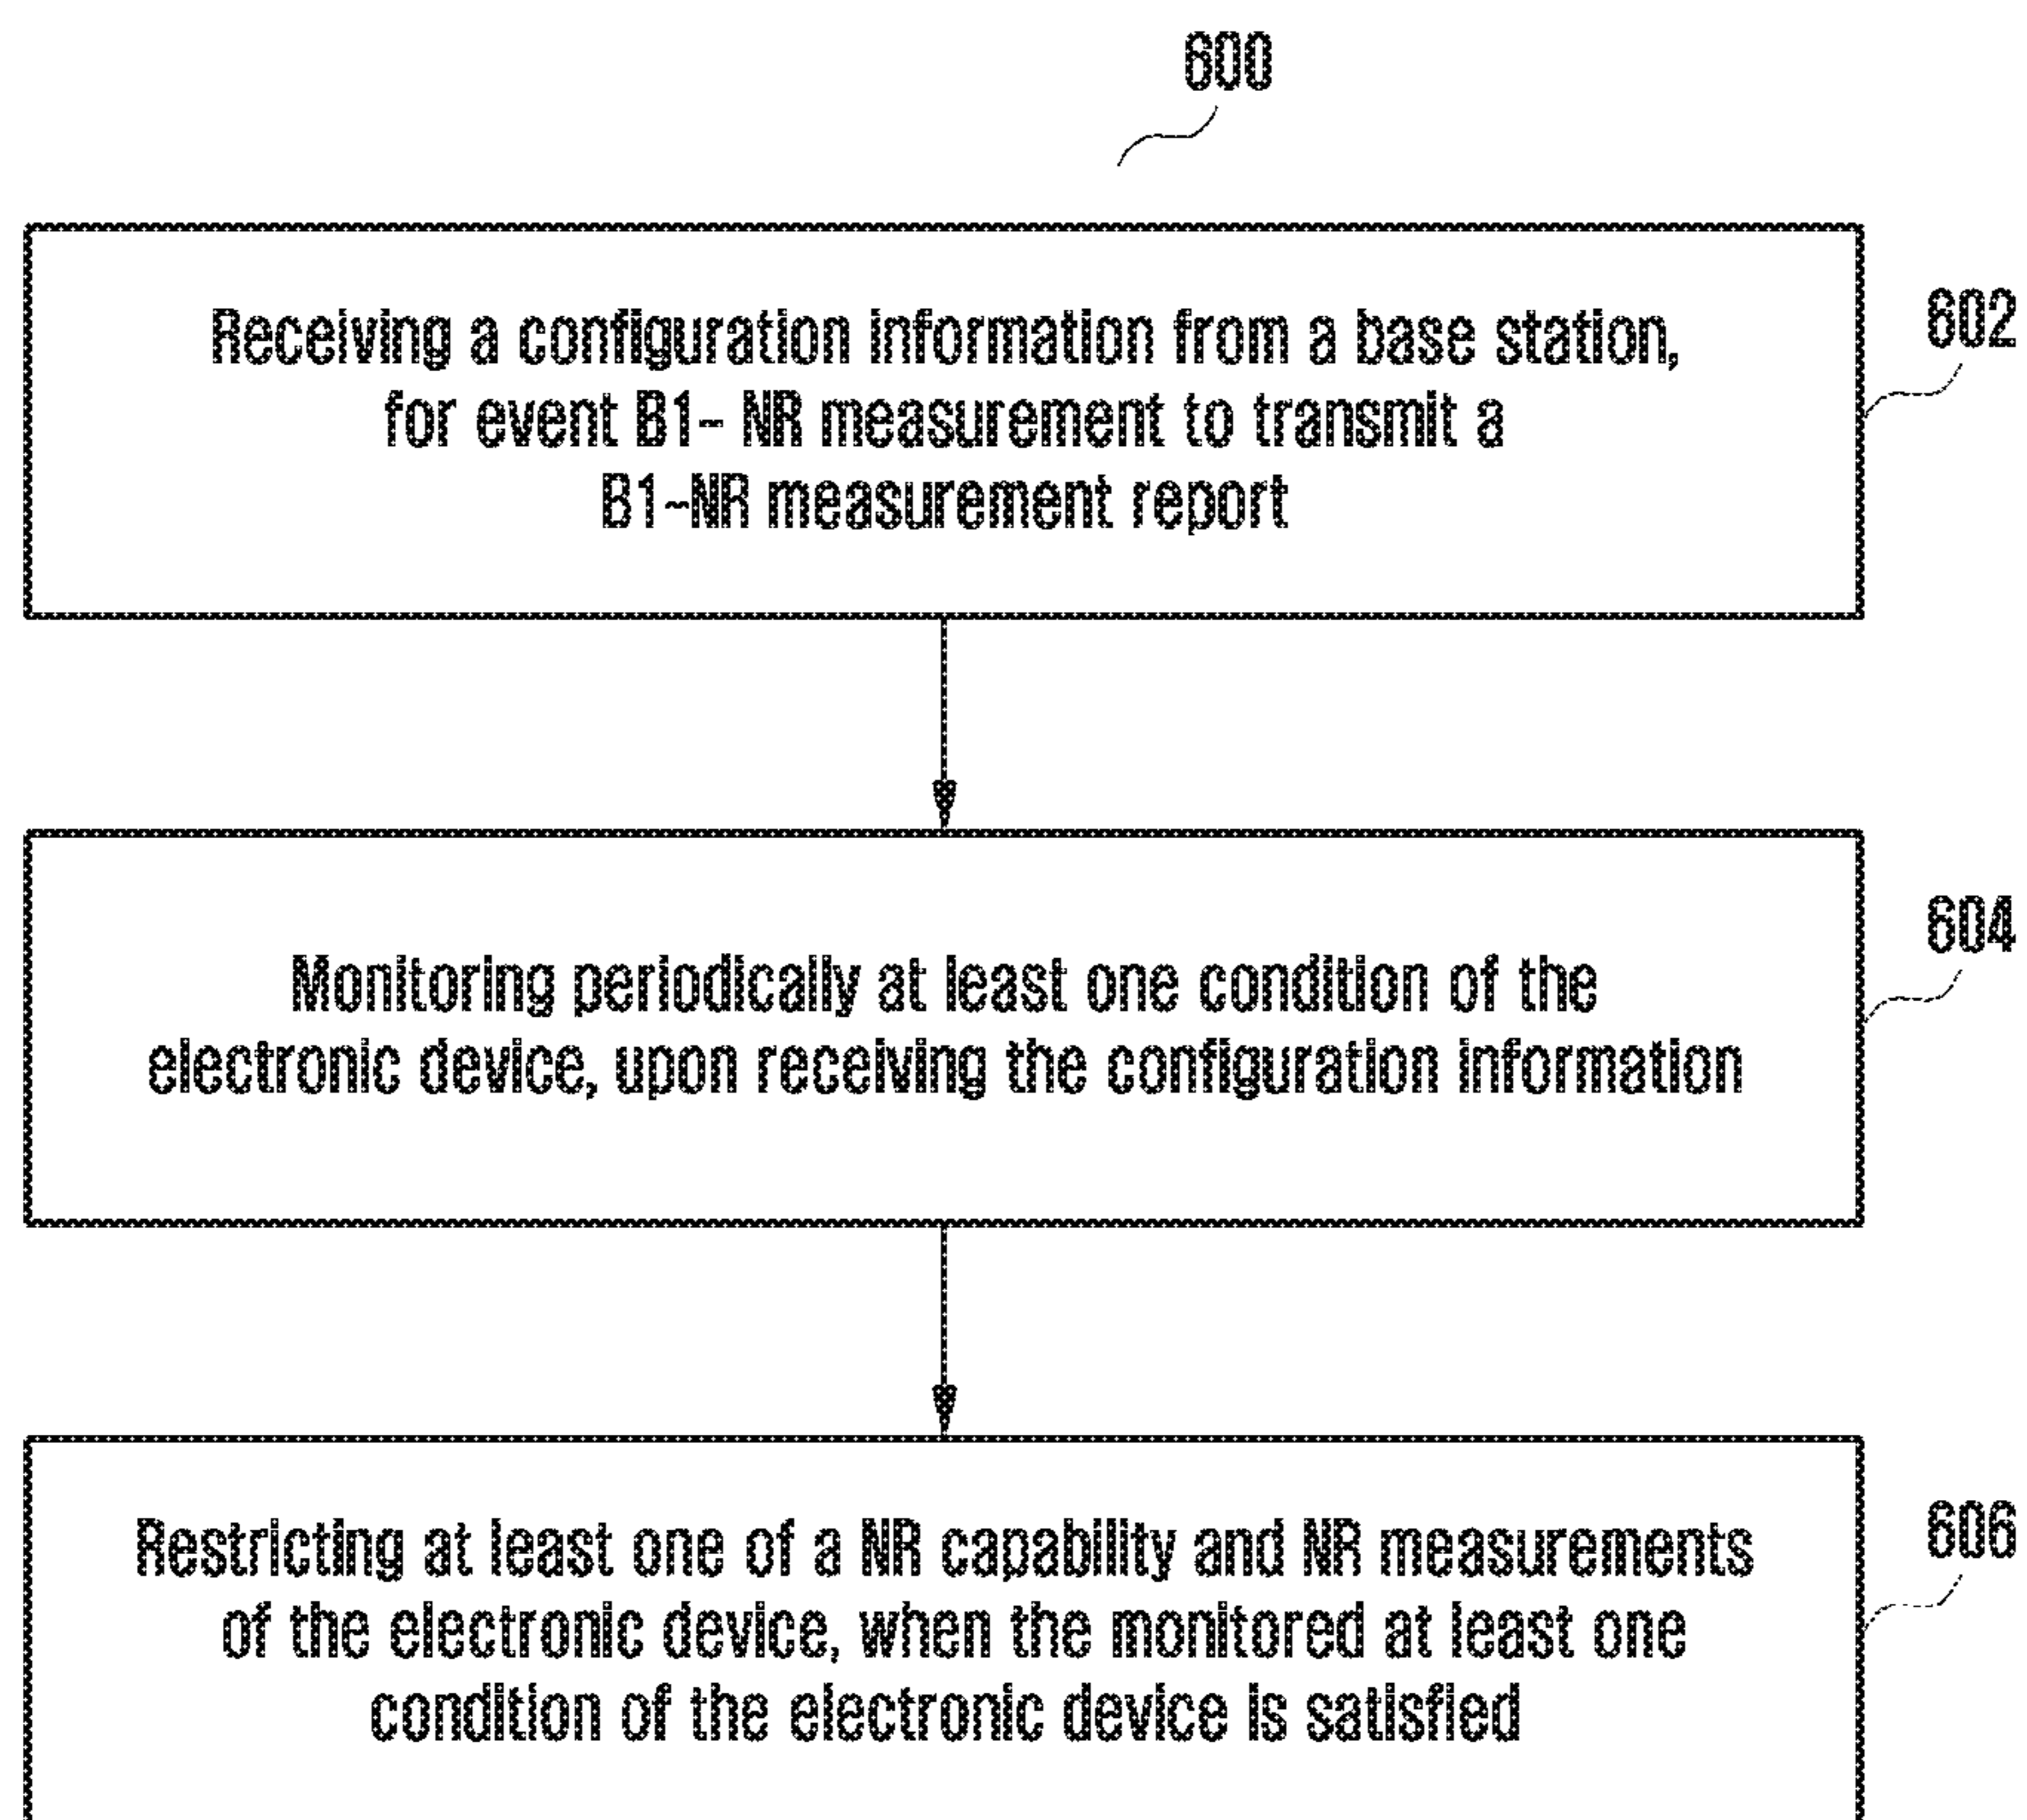 600
Receiving a configuration information from a base station,
for event B1- NR measurement to transmit a
B1~NR measurement report
602
Monitoring periodically at least one condition of the
electronic device, upon receiving the configuration information
604
Restricting at least one of a NR capability and NR measurements
of the electronic device, when the monitored at least one
condition of the electronic device is satisfied
606